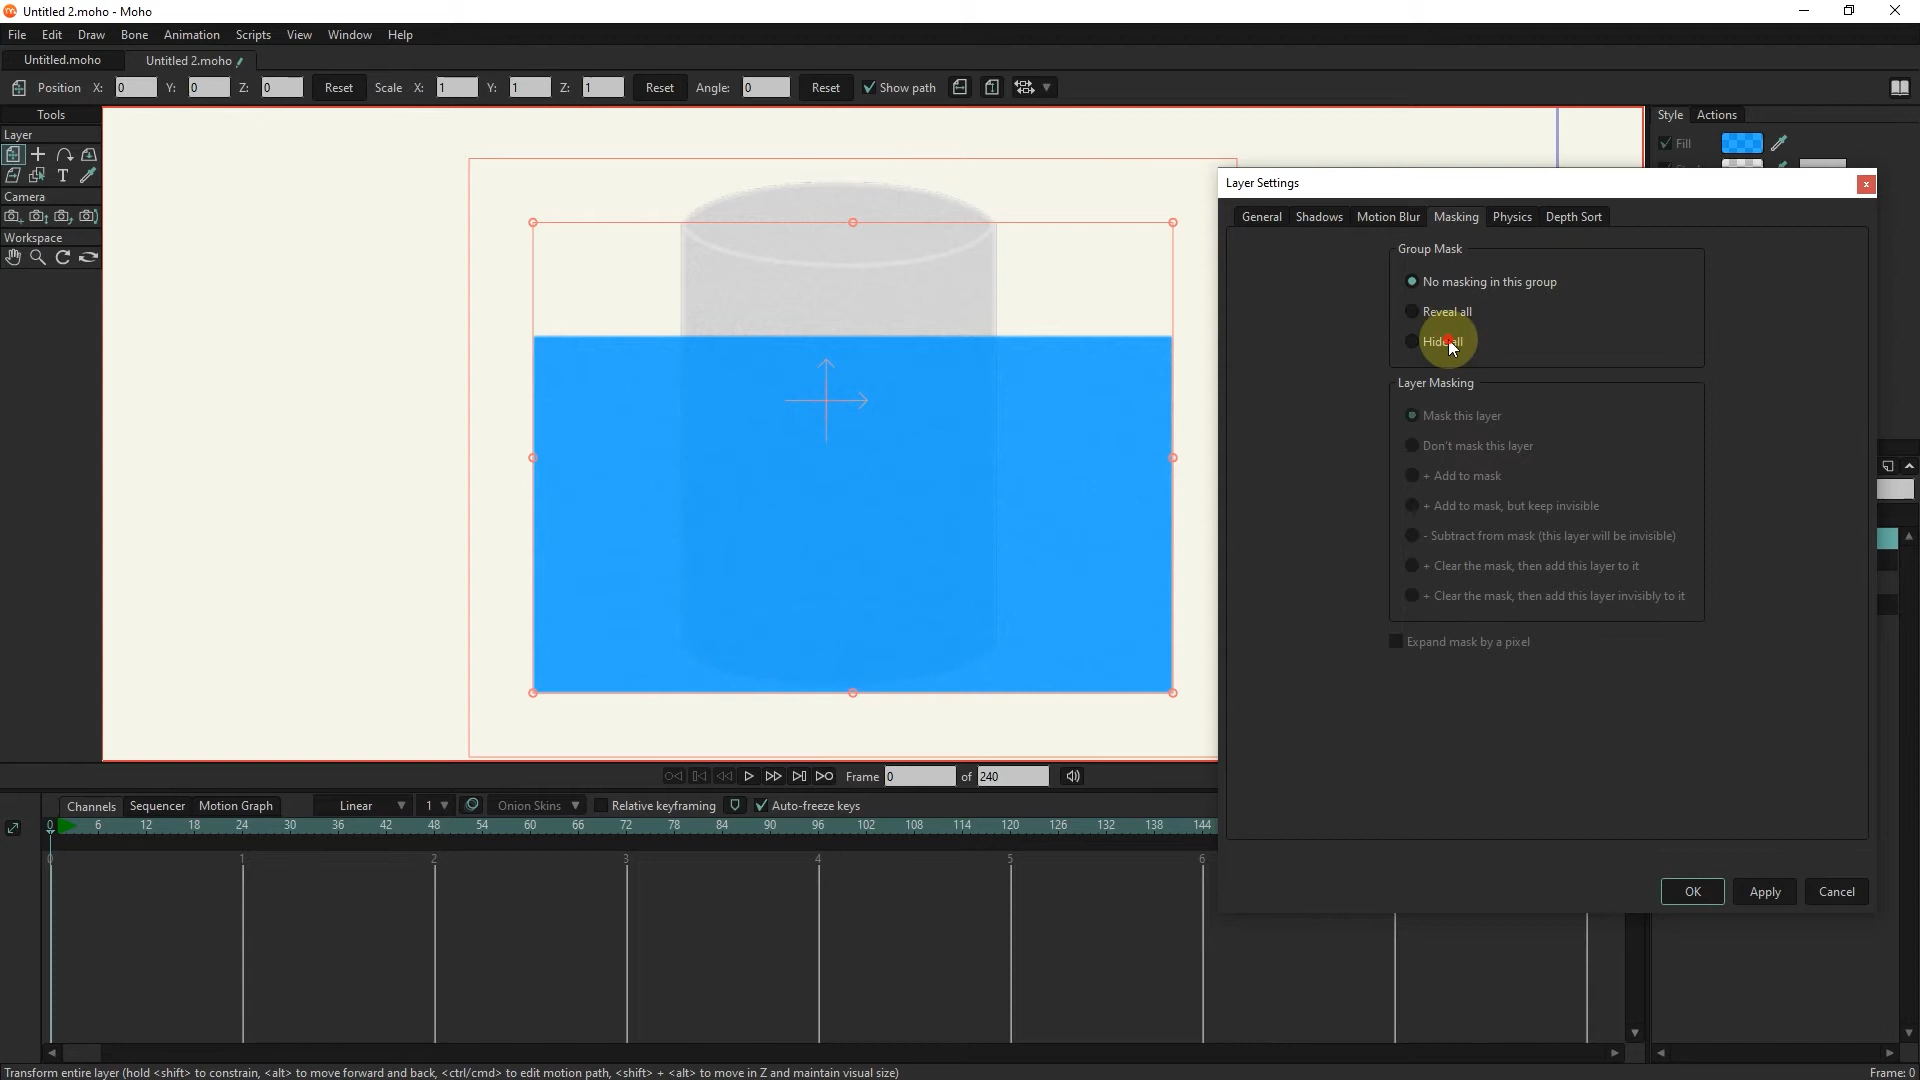 Untitled 2.moho - Moho
File Edit Draw Bone Animation Scripts View Window Help
Untitled.moho Untitled 2.moho
Position X: 0 Y: 0 Z: 0 Reset Scale X: 1 Y: 1 Z: 1 Reset Angle: 0 Reset Show path
Tools
Layer
T
Camera
Workspace
Style Actions
Fill
Layer Settings
General Shadows Motion Blur Masking Physics Depth Sort
Group Mask
No masking in this group
Reveal all
Hide all
Layer Masking
Mask this layer
Don't mask this layer
+ Add to mask
+ Add to mask, but keep invisible
- Subtract from mask (this layer will be invisible)
+ Clear the mask, then add this layer to it
+ Clear the mask, then add this layer invisibly to it
Expand mask by a pixel
OK Apply Cancel
Frame 0 of 240
Channels Sequencer Motion Graph Linear 1 Onion Skins Relative keyframing Auto-freeze keys
0 6 12 18 24 30 36 42 48 54 60 66 72 78 84 90 96 102 108 114 120 126 132 138 144
0 1 2 3 4 5 6
Transform entire layer (hold <shift> to constrain, <alt> to move forward and back, <ctrl/cmd> to edit motion path, <shift> + <alt> to move in Z and maintain visual size) Frame: 0